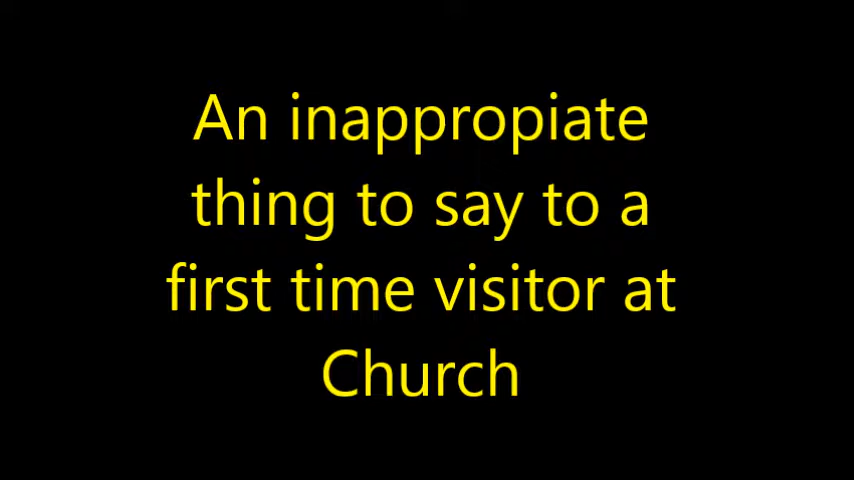 An inappropiate
thing to say to a
first time visitor at
Church